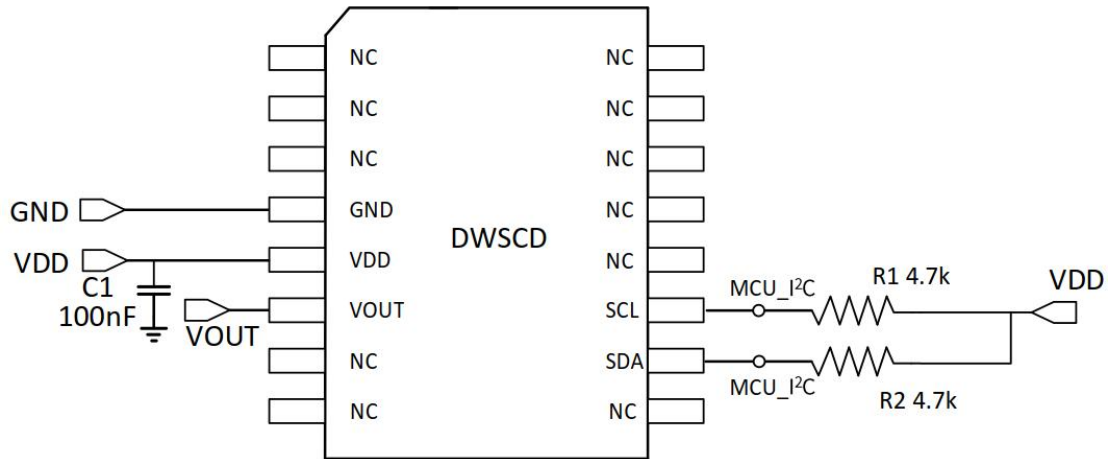 NC NC
NC NC
NC NC
GND GND NC
DWSCD
VDD VDD NC
C1
100nF
VOUT VOUT SCL MCU_I²C R1 4.7k VDD
NC SDA MCU_I²C R2 4.7k
NC NC